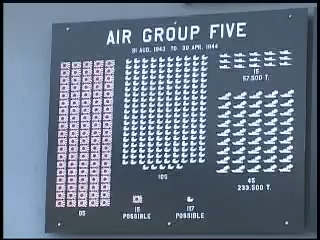 AIR GROUP FIVE
31 AUG. 1943 TO 30 APR. 1944
15
57,500 T.
105
45
239,500 T.
15 117
POSSIBLE POSSIBLE